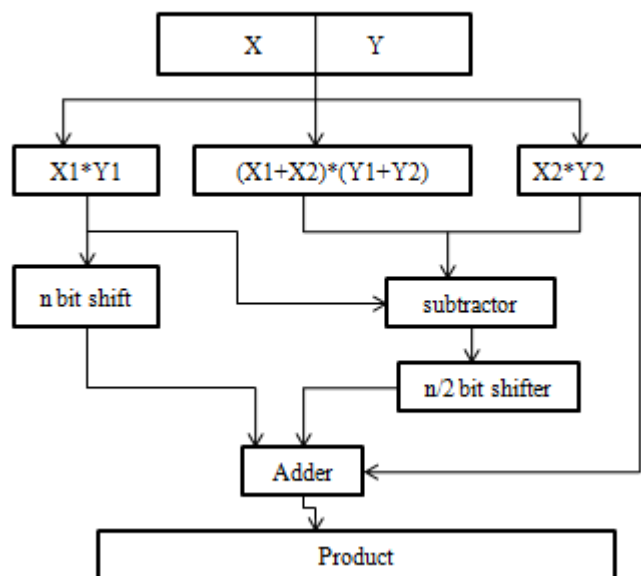 X
Y
X1*Y1
(X1+X2)*(Y1+Y2)
X2*Y2
n bit shift
subtractor
n/2 bit shifter
Adder
Product